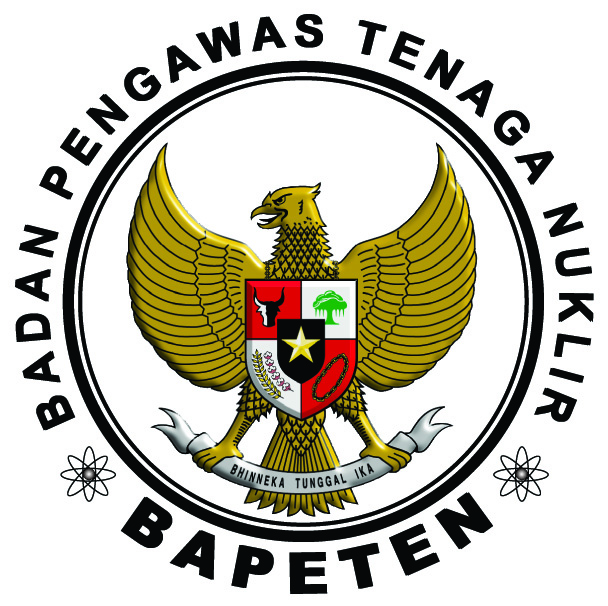 BADAN PENGAWAS TENAGA NUKLIR
BHINNEKA TUNGGAL IKA
BAPETEN